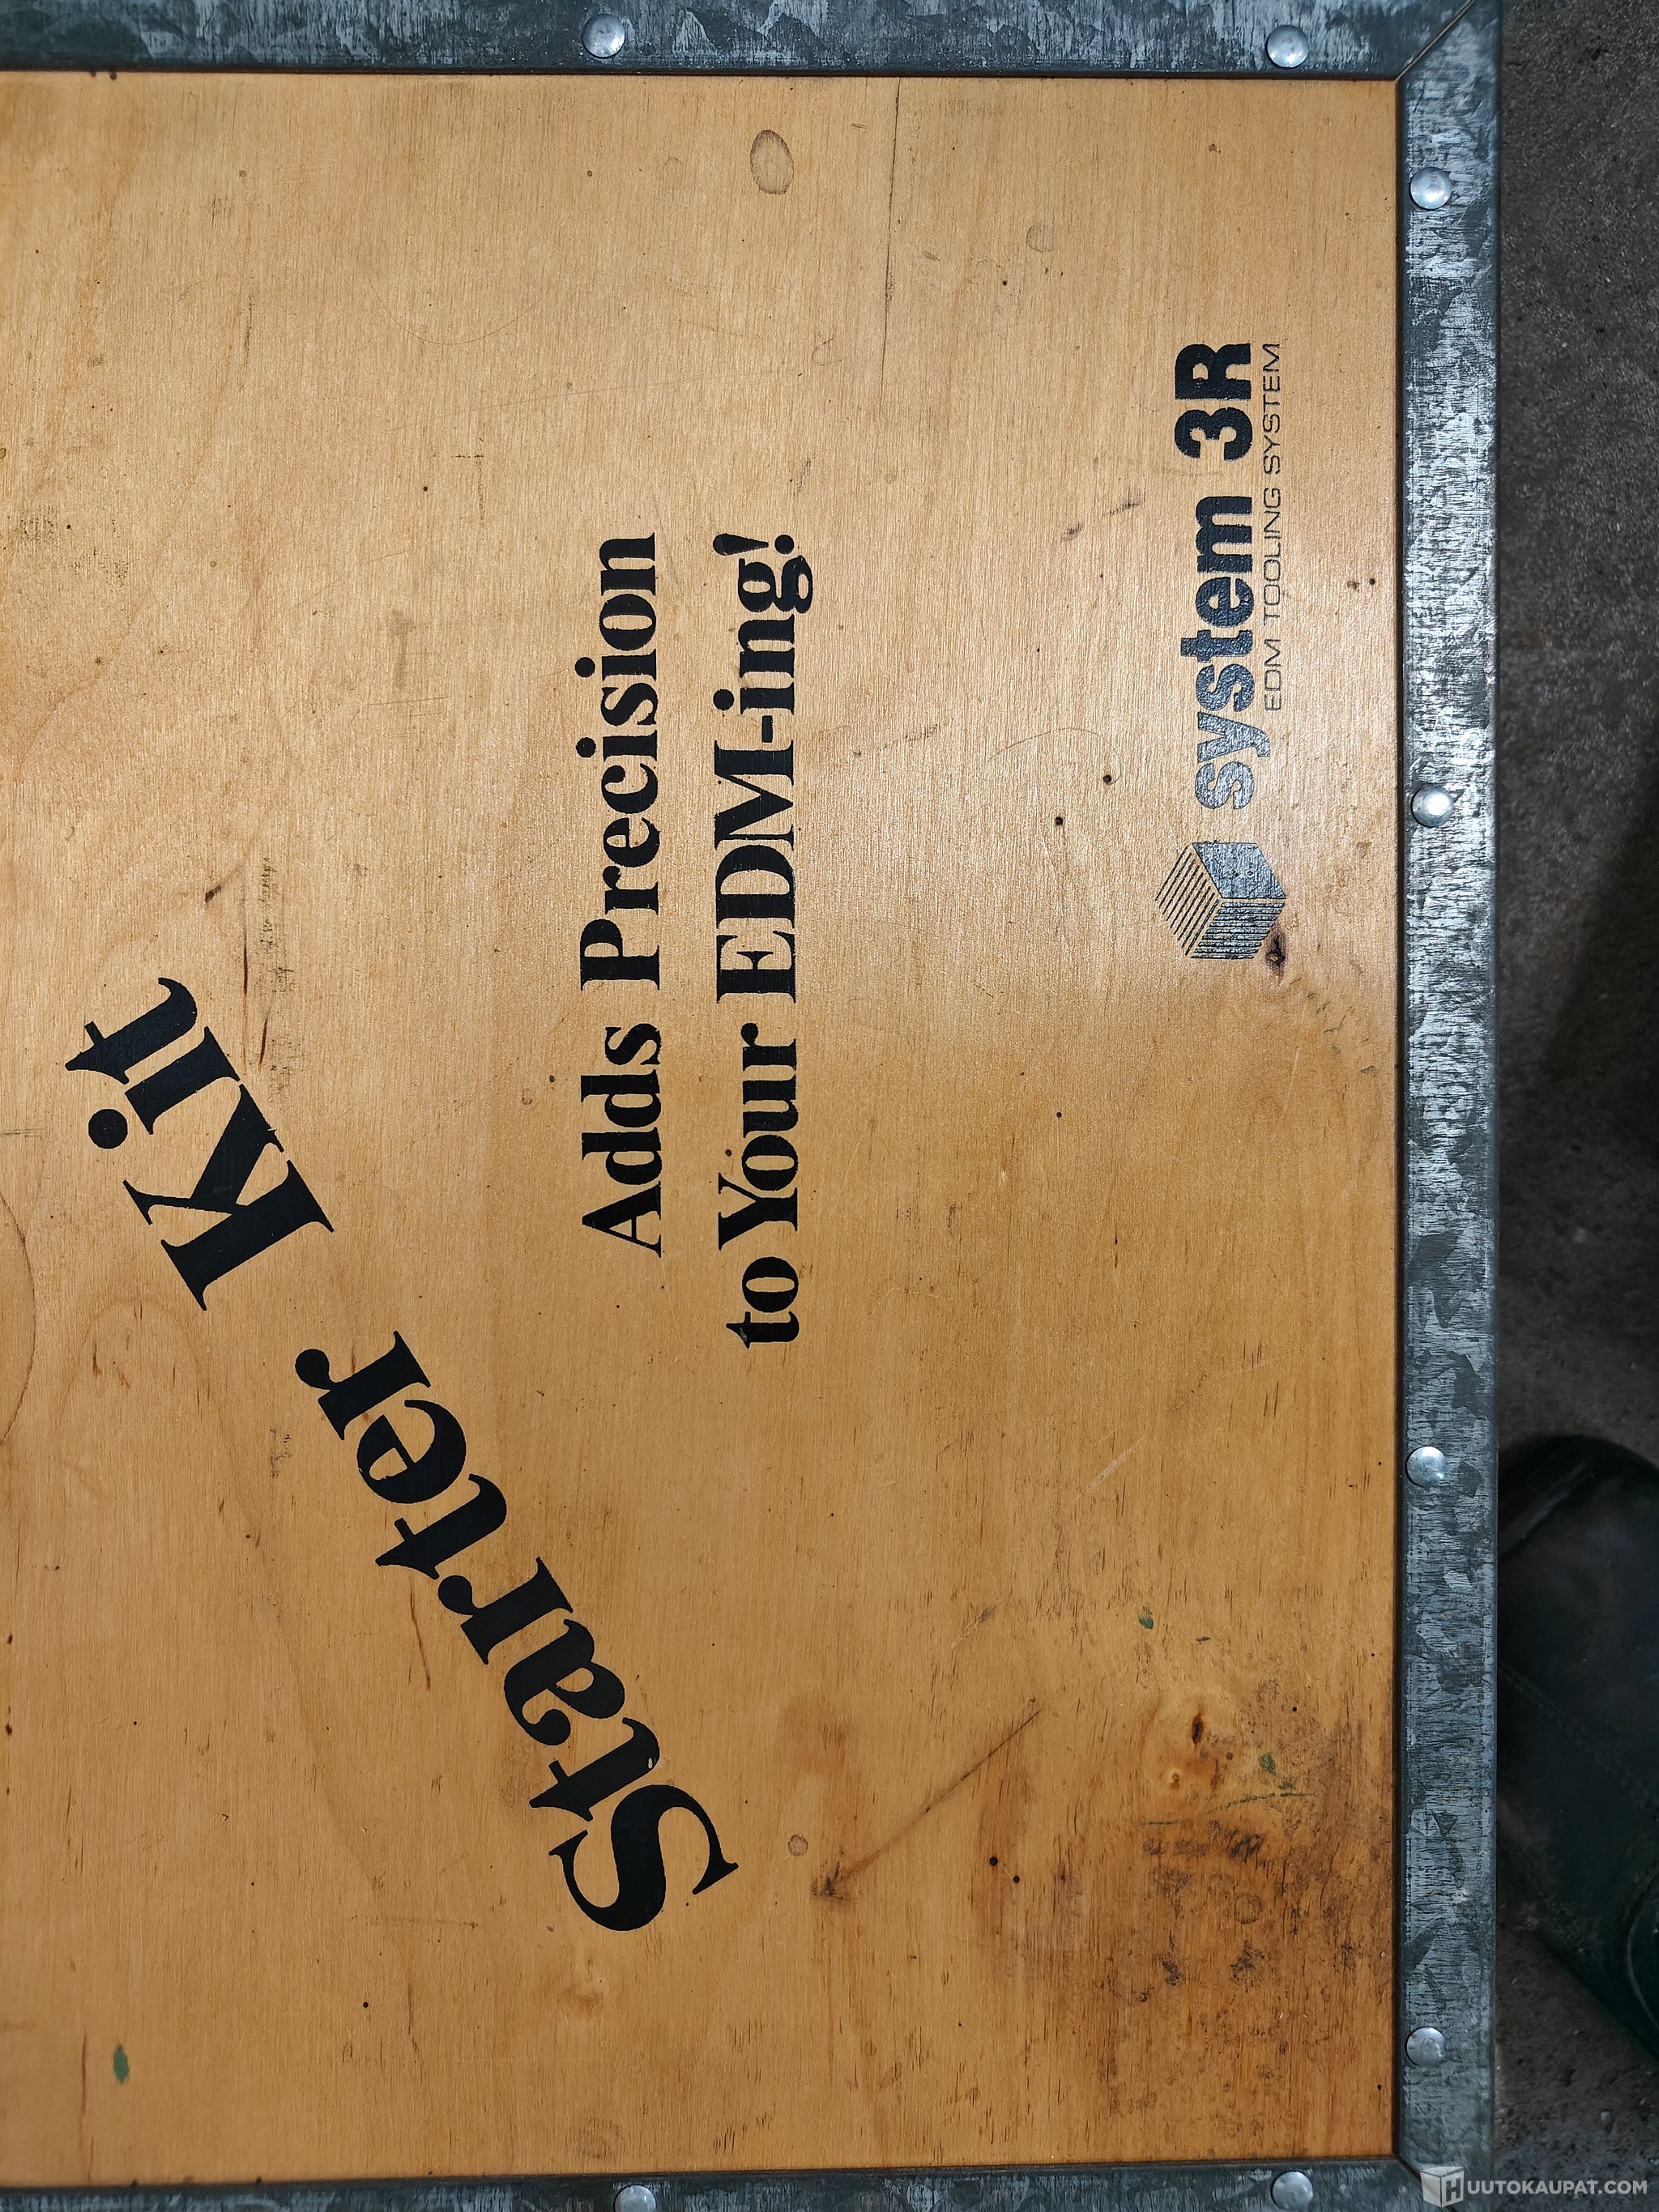 Starter Kit
Adds Precision
to Your EDM-ing!
system 3R
EDM TOOLING SYSTEM
HUUTOKAUPAT.COM